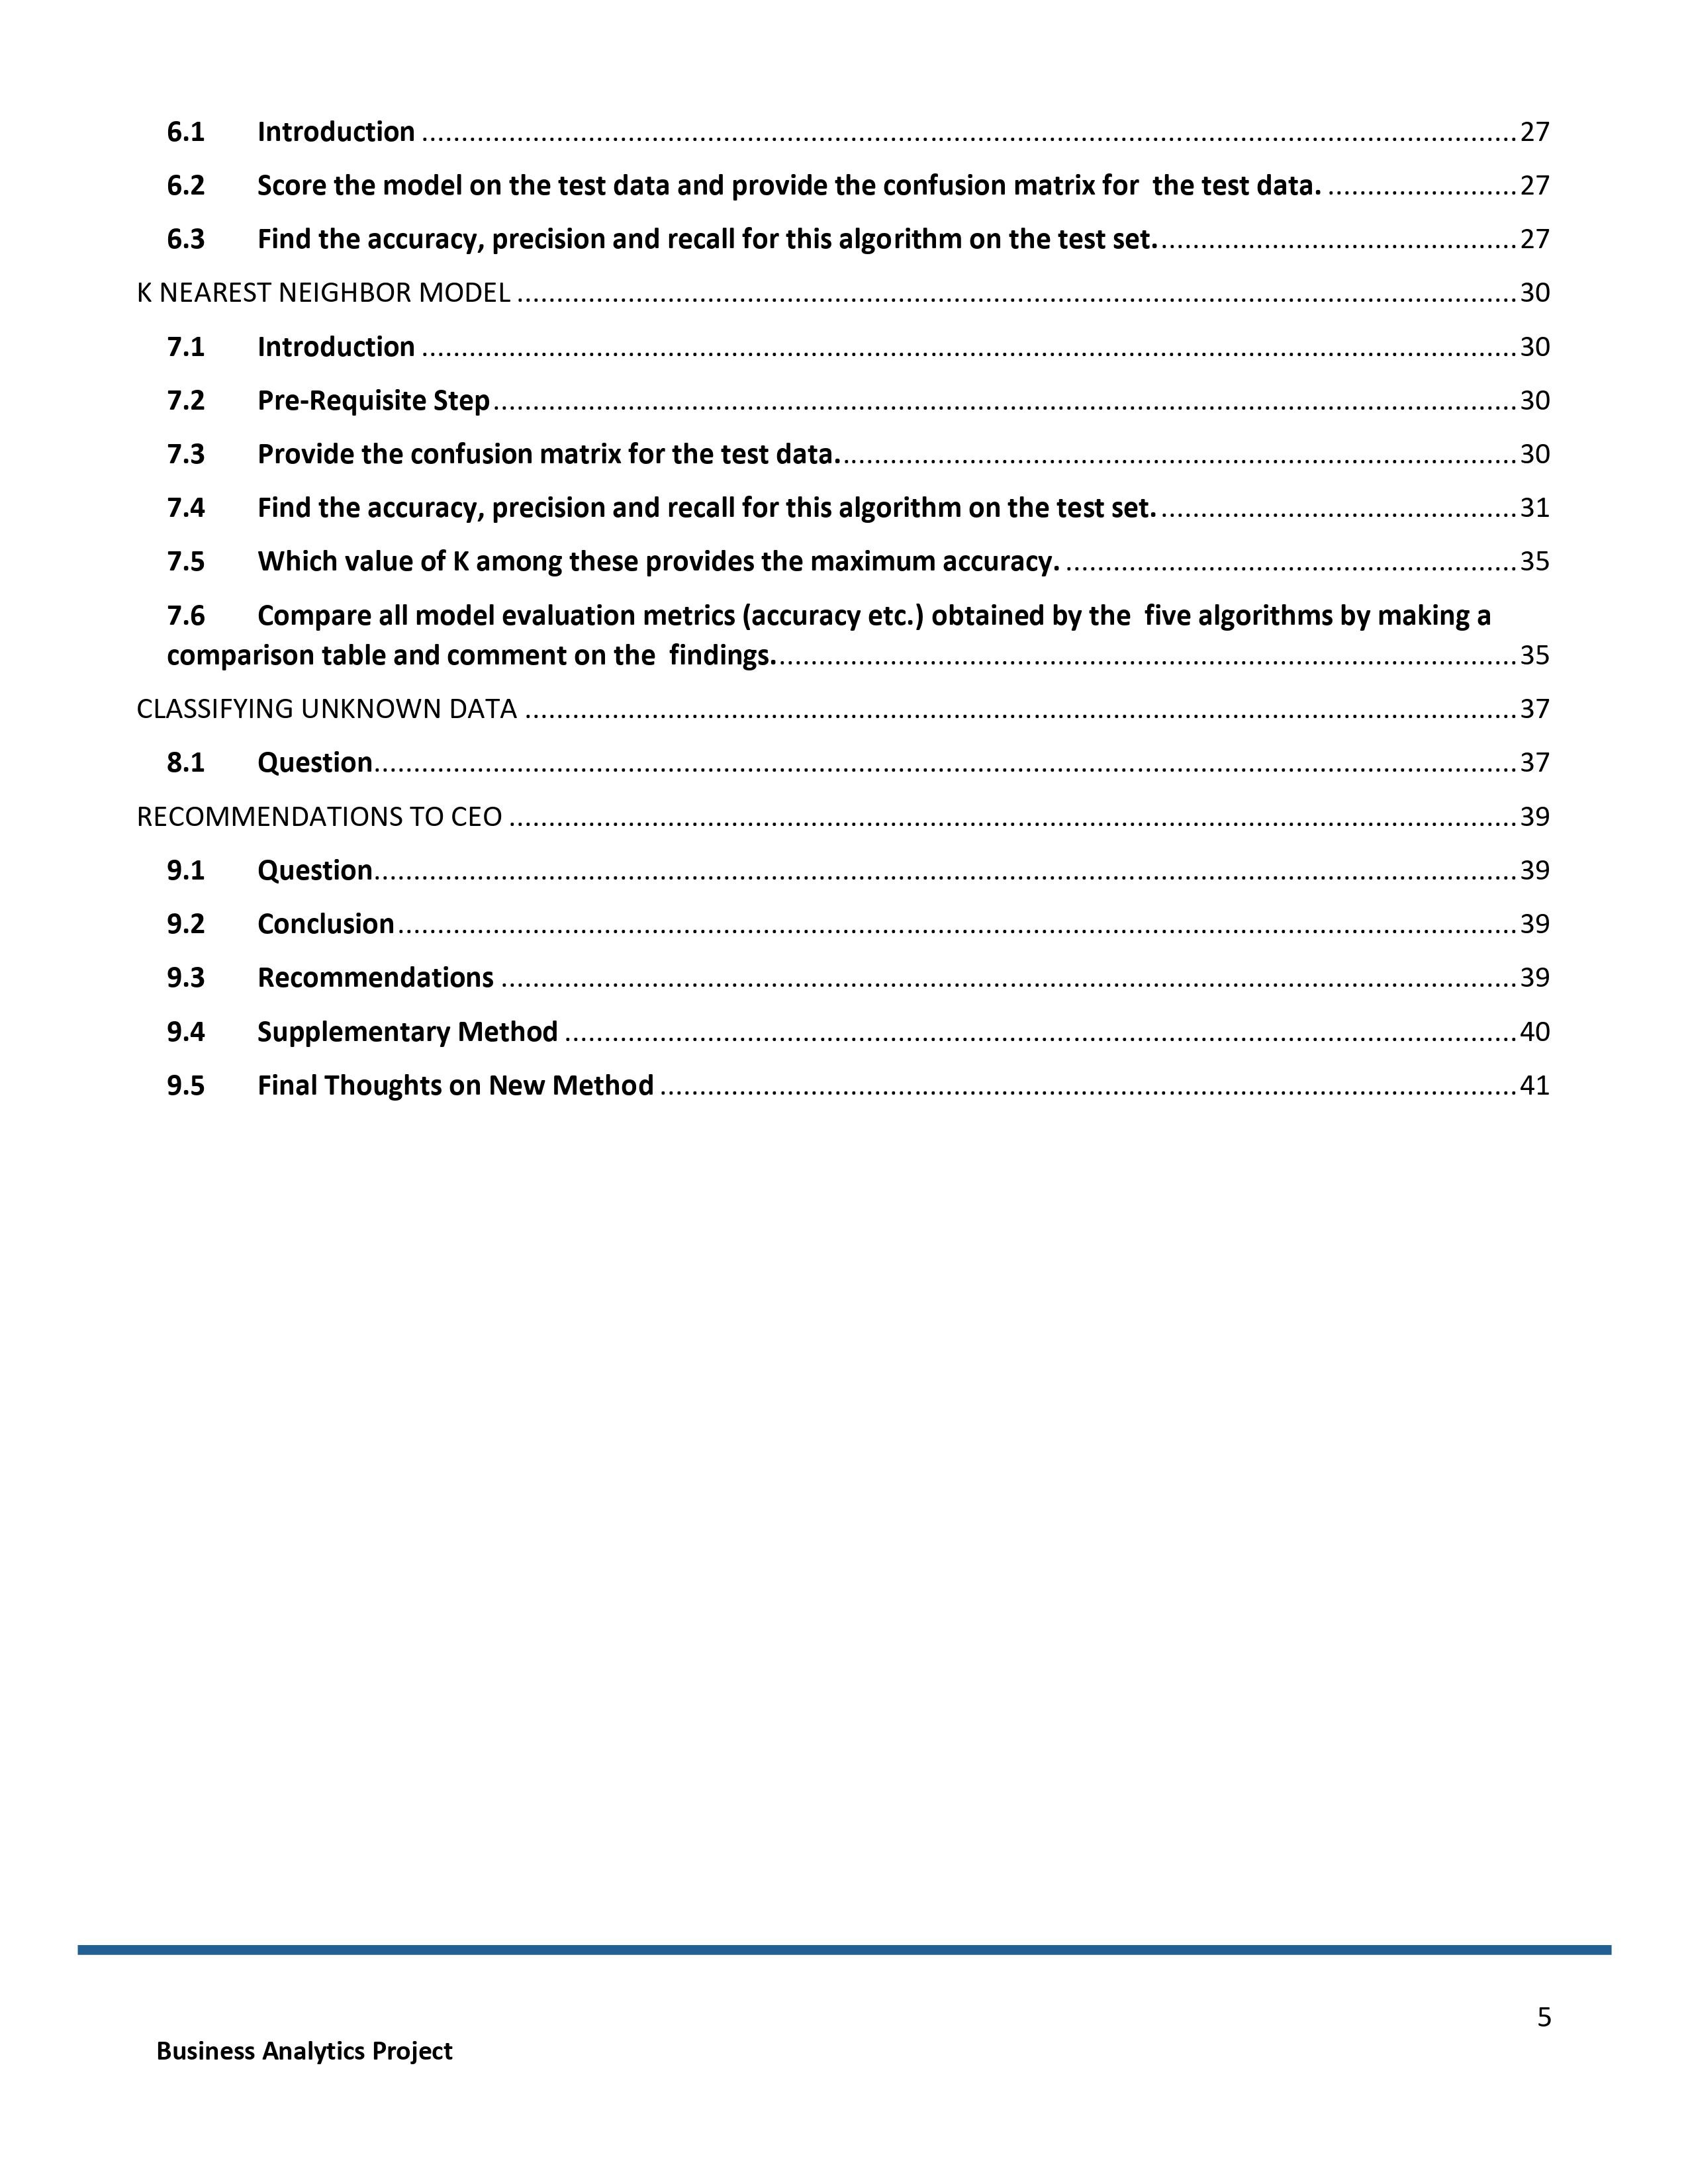 6.1 Introduction ........ 27
6.2 Score the model on the test data and provide the confusion matrix for the test data. ........ 27
6.3 Find the accuracy, precision and recall for this algorithm on the test set. ........ 27
K NEAREST NEIGHBOR MODEL ........ 30
7.1 Introduction ........ 30
7.2 Pre-Requisite Step ........ 30
7.3 Provide the confusion matrix for the test data. ........ 30
7.4 Find the accuracy, precision and recall for this algorithm on the test set. ........ 31
7.5 Which value of K among these provides the maximum accuracy. ........ 35
7.6 Compare all model evaluation metrics (accuracy etc.) obtained by the five algorithms by making a
comparison table and comment on the findings. ........ 35
CLASSIFYING UNKNOWN DATA ........ 37
8.1 Question ........ 37
RECOMMENDATIONS TO CEO ........ 39
9.1 Question ........ 39
9.2 Conclusion ........ 39
9.3 Recommendations ........ 39
9.4 Supplementary Method ........ 40
9.5 Final Thoughts on New Method ........ 41
5
Business Analytics Project